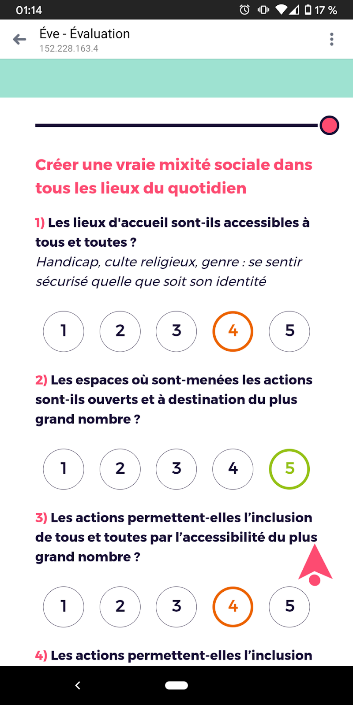 01:14
17 %
Éve - Évaluation
152.228.163.4
Créer une vraie mixité sociale dans
tous les lieux du quotidien
1) Les lieux d'accueil sont-ils accessibles à
tous et toutes ?
Handicap, culte religieux, genre : se sentir
sécurisé quelle que soit son identité
1 2 3 4 5
2) Les espaces où sont-menées les actions
sont-ils ouverts et à destination du plus
grand nombre ?
1 2 3 4 5
3) Les actions permettent-elles l'inclusion
de tous et toutes par l'accessibilité du plus
grand nombre ?
1 2 3 4 5
4) Les actions permettent-elles l'inclusion